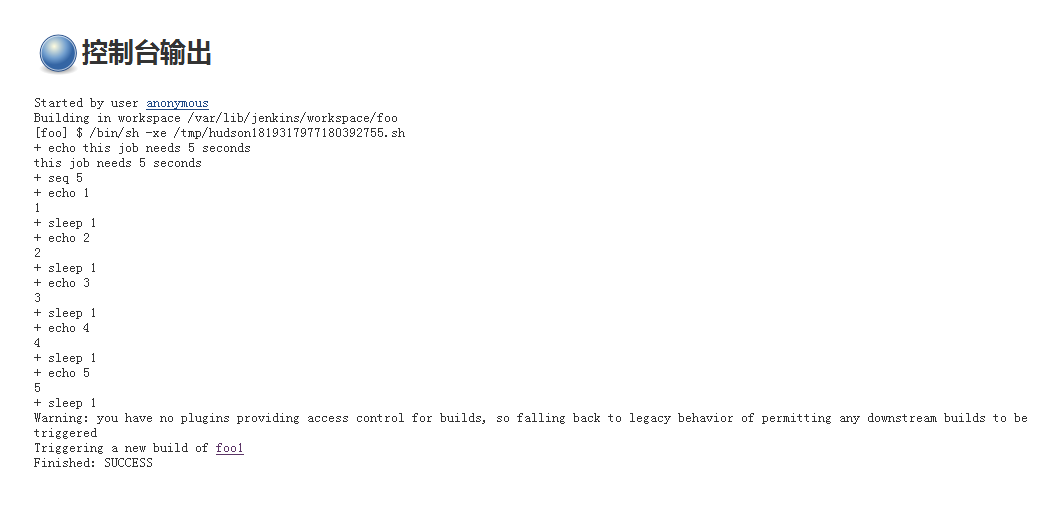 控制台输出
Started by user anonymous
Building in workspace /var/lib/jenkins/workspace/foo
[foo] $ /bin/sh -xe /tmp/hudson1819317977180392755.sh
+ echo this job needs 5 seconds
this job needs 5 seconds
+ seq 5
+ echo 1
1
+ sleep 1
+ echo 2
2
+ sleep 1
+ echo 3
3
+ sleep 1
+ echo 4
4
+ sleep 1
+ echo 5
5
+ sleep 1
Warning: you have no plugins providing access control for builds, so falling back to legacy behavior of permitting any downstream builds to be
triggered
Triggering a new build of foo1
Finished: SUCCESS